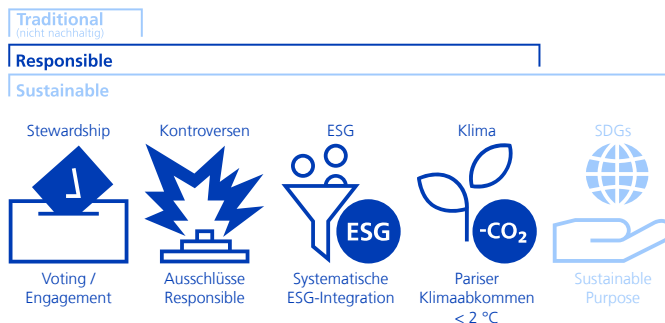 Traditional
(nicht nachhaltig)
Responsible
Sustainable
Stewardship
Kontroversen
ESG
Klima
SDGs
ESG
-CO₂
Voting /
Engagement
Ausschlüsse
Responsible
Systematische
ESG-Integration
Pariser
Klimaabkommen
< 2 °C
Sustainable
Purpose